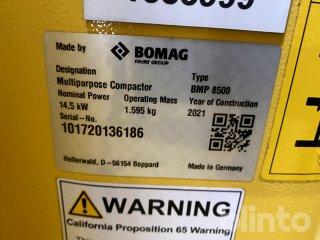 Made by BOMAG
FAYAT GROUP
Designation Type
Multipurpose Compactor BMP 8500
Nominal Power Operating Mass Year of Construction
14,5 kW 1.595 kg 2021
Serial-No.:
101720136186
Hellerwald, D - 56154 Boppard Made in Germany
WARNING
California Proposition 65 Warning